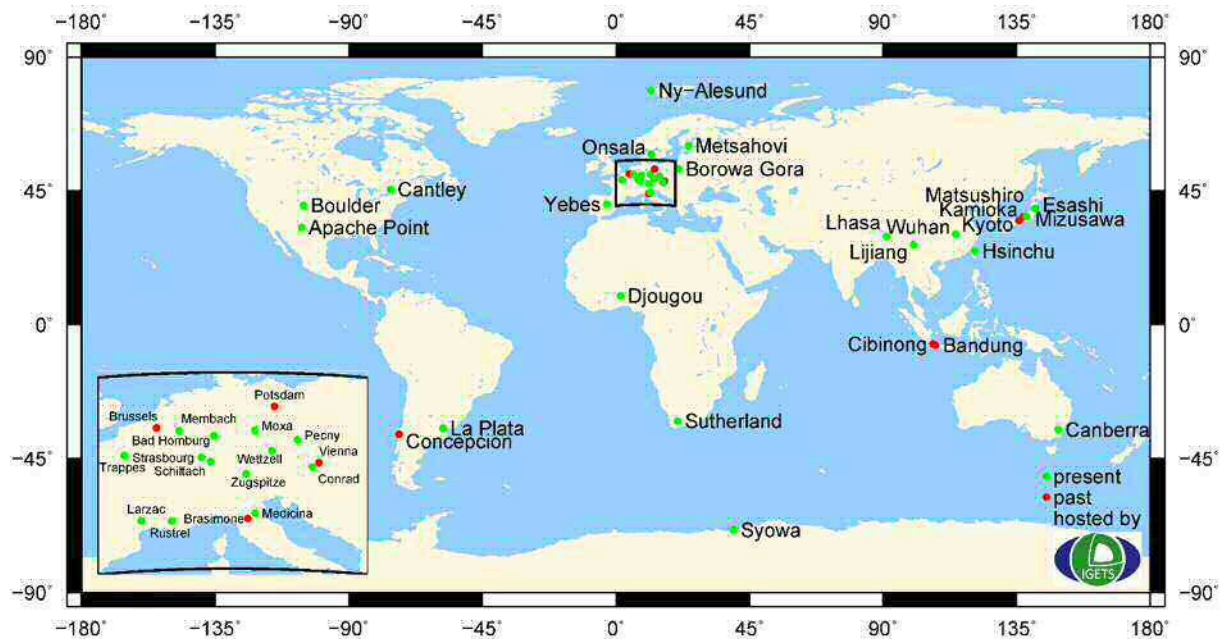 −180˚ −135˚ −90˚ −45˚ 0˚ 45˚ 90˚ 135˚ 180˚
90˚ 90˚
Ny−Alesund
Onsala Metsahovi
Borowa Gora
45˚ 45˚
Cantley
Yebes
Boulder
Apache Point
Matsushiro
Kamioka Esashi
Lhasa Wuhan Kyoto Mizusawa
Lijiang Hsinchu
Djougou
0˚ 0˚
Cibinong Bandung
Sutherland
La Plata
Concepcion
Canberra
−45˚ −45˚
Potsdam
Brussels Membach
Moxa
Bad Homburg Pecny
Trappes Strasbourg Wettzell Vienna
Schiltach Conrad
Zugspitze
Larzac Brasimone Medicina
Rustrel
present
past
hosted by
IGETS
Syowa
−90˚ −90˚
−180˚ −135˚ −90˚ −45˚ 0˚ 45˚ 90˚ 135˚ 180˚